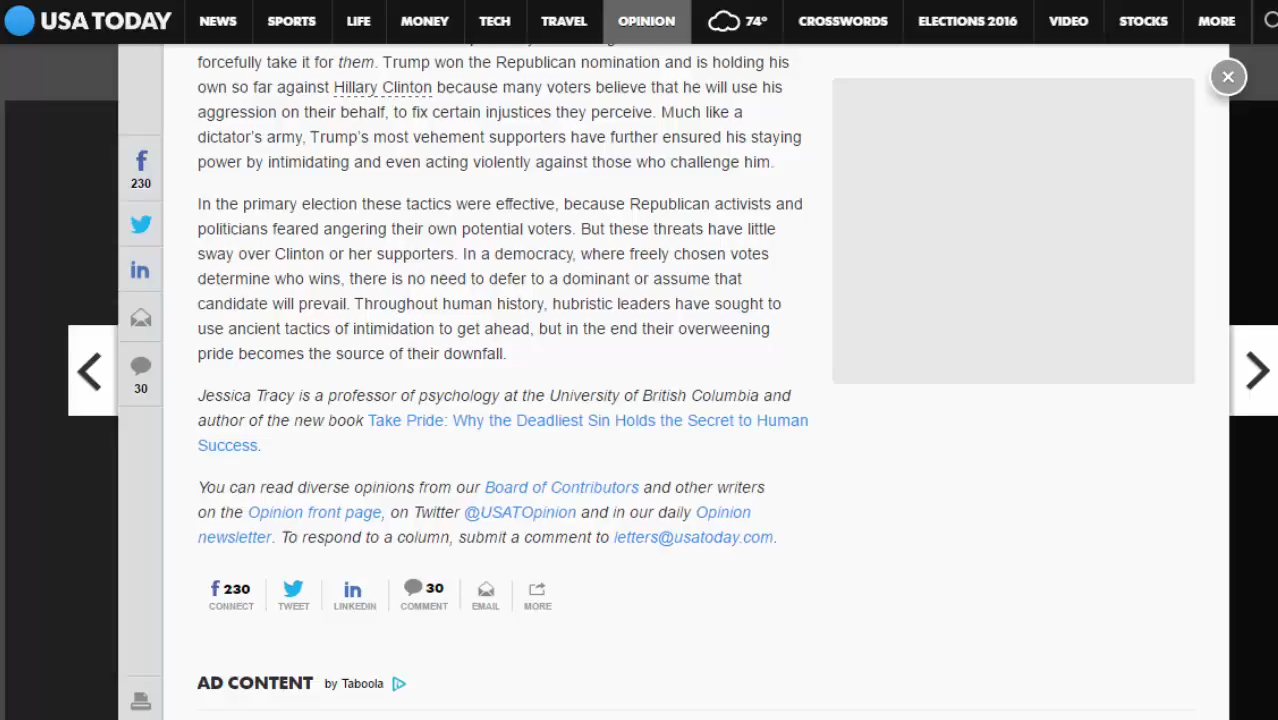 USA TODAY NEWS SPORTS LIFE MONEY TECH TRAVEL OPINION 74° CROSSWORDS ELECTIONS 2016 VIDEO STOCKS MORE
forcefully take it for them. Trump won the Republican nomination and is holding his
own so far against Hillary Clinton because many voters believe that he will use his
aggression on their behalf, to fix certain injustices they perceive. Much like a
dictator's army, Trump's most vehement supporters have further ensured his staying
power by intimidating and even acting violently against those who challenge him.
230
In the primary election these tactics were effective, because Republican activists and
politicians feared angering their own potential voters. But these threats have little
sway over Clinton or her supporters. In a democracy, where freely chosen votes
determine who wins, there is no need to defer to a dominant or assume that
candidate will prevail. Throughout human history, hubristic leaders have sought to
use ancient tactics of intimidation to get ahead, but in the end their overweening
pride becomes the source of their downfall.
30
Jessica Tracy is a professor of psychology at the University of British Columbia and
author of the new book Take Pride: Why the Deadliest Sin Holds the Secret to Human
Success.
You can read diverse opinions from our Board of Contributors and other writers
on the Opinion front page, on Twitter @USATOpinion and in our daily Opinion
newsletter. To respond to a column, submit a comment to letters@usatoday.com.
230 30
CONNECT TWEET LINKEDIN COMMENT EMAIL MORE
AD CONTENT by Taboola